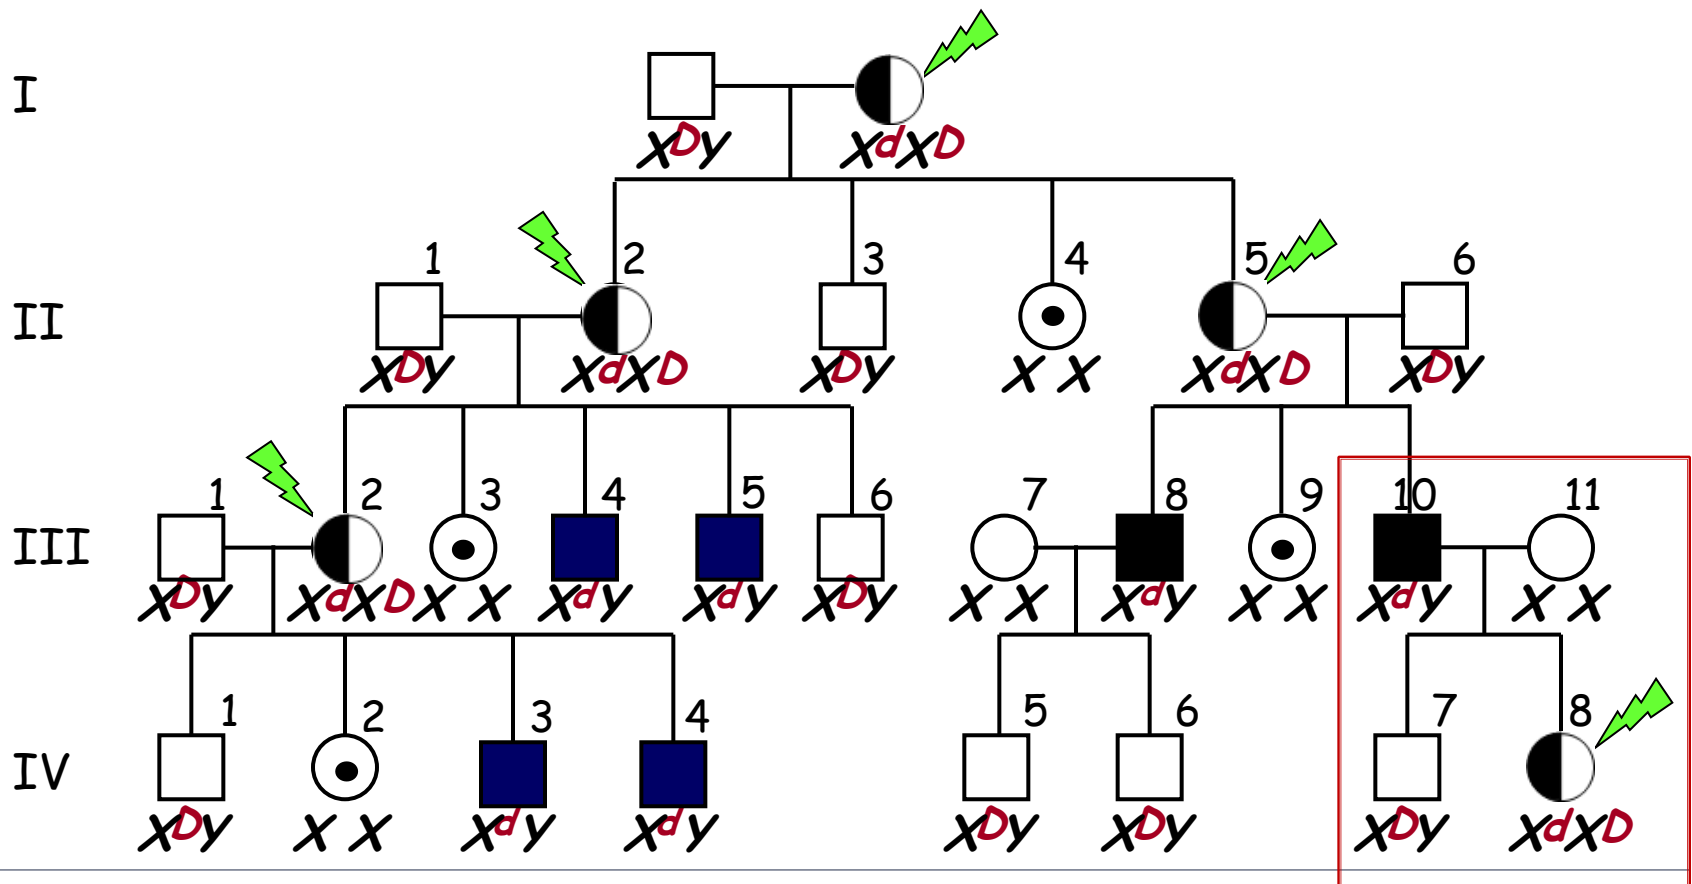 I
XDy XdXD
1 2 3 4 5 6
II
XDy XdXD XDy X X XdXD XDy
1 2 3 4 5 6 7 8 9 10 11
III
XDy XdXD X X Xdy Xdy XDy X X Xdy X X Xdy X X
1 2 3 4 5 6 7 8
IV
XDy X X Xdy Xdy XDy XDy XDy XdXD